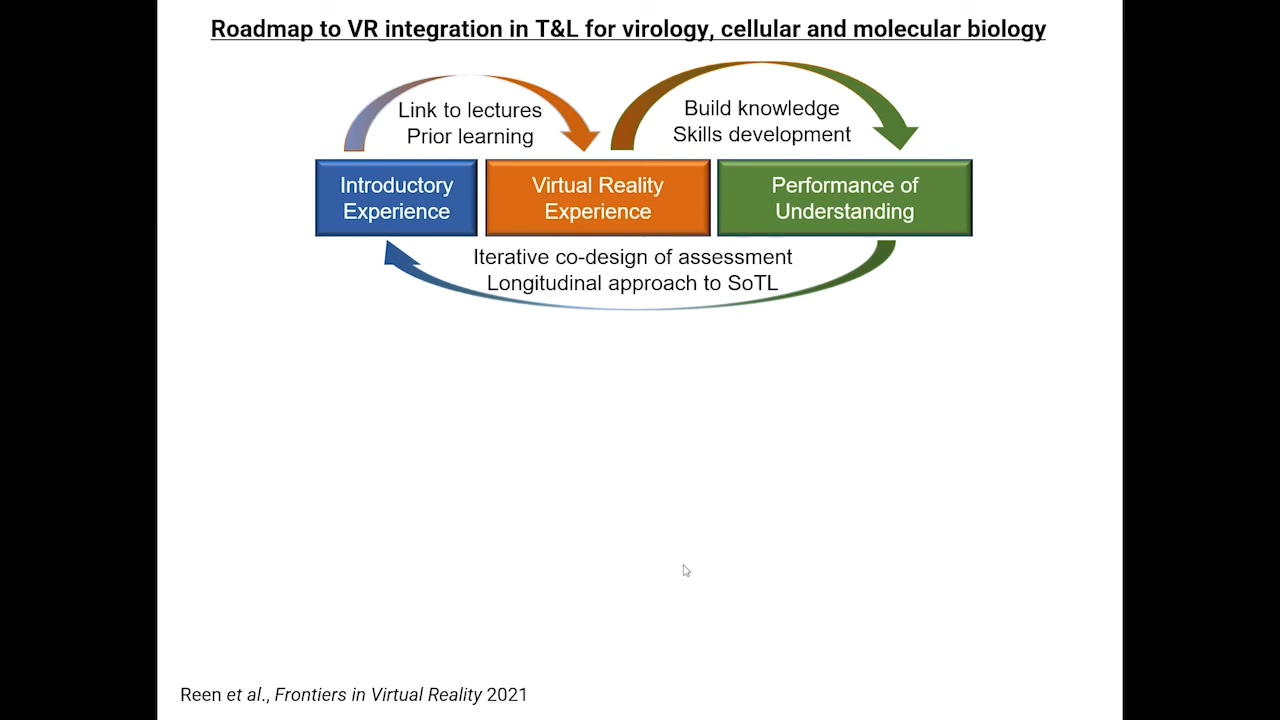 Roadmap to VR integration in T&L for virology, cellular and molecular biology
Link to lectures
Prior learning
Build knowledge
Skills development
Introductory
Experience
Virtual Reality
Experience
Performance of
Understanding
Iterative co-design of assessment
Longitudinal approach to SoTL
Reen et al., Frontiers in Virtual Reality 2021